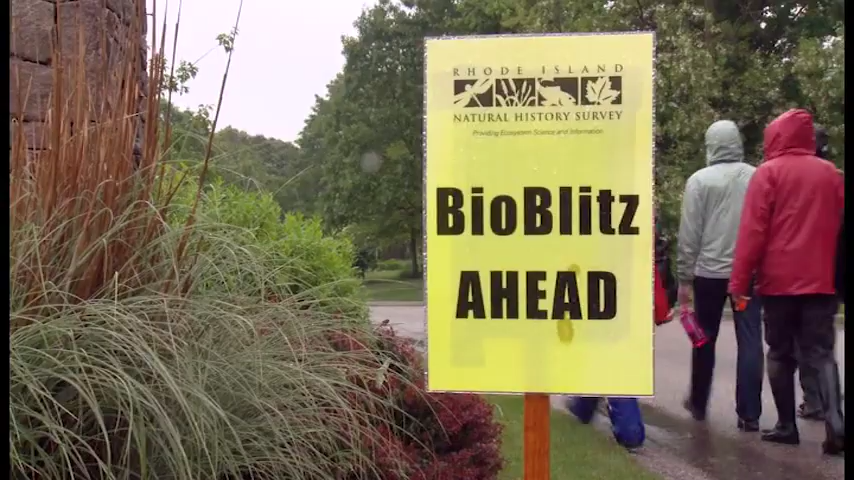 RHODE ISLAND
NATURAL HISTORY SURVEY
Providing Ecosystem Science and Information
BioBlitz
AHEAD